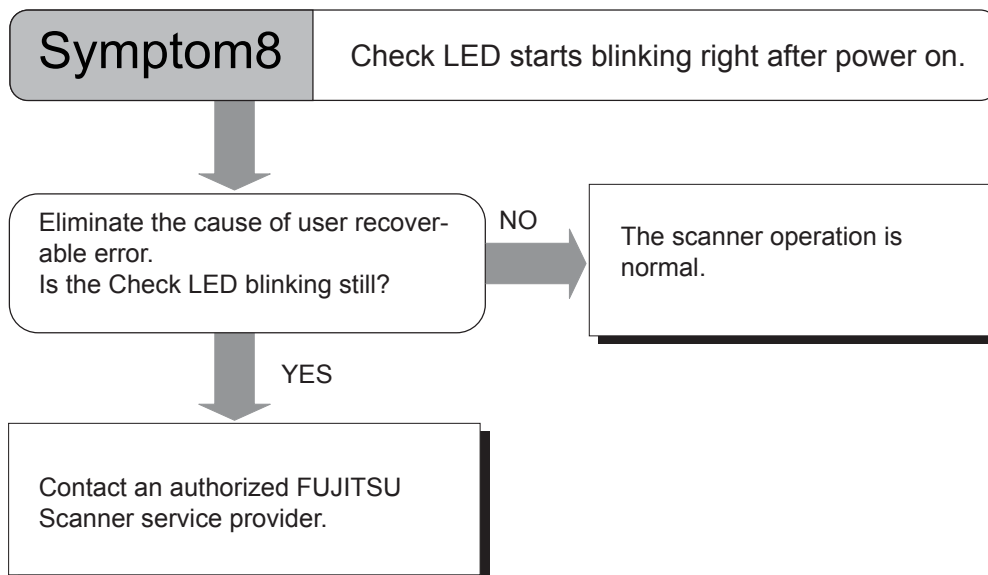 Symptom8
Check LED starts blinking right after power on.
Eliminate the cause of user recover-
able error.
Is the Check LED blinking still?
NO
The scanner operation is
normal.
YES
Contact an authorized FUJITSU
Scanner service provider.